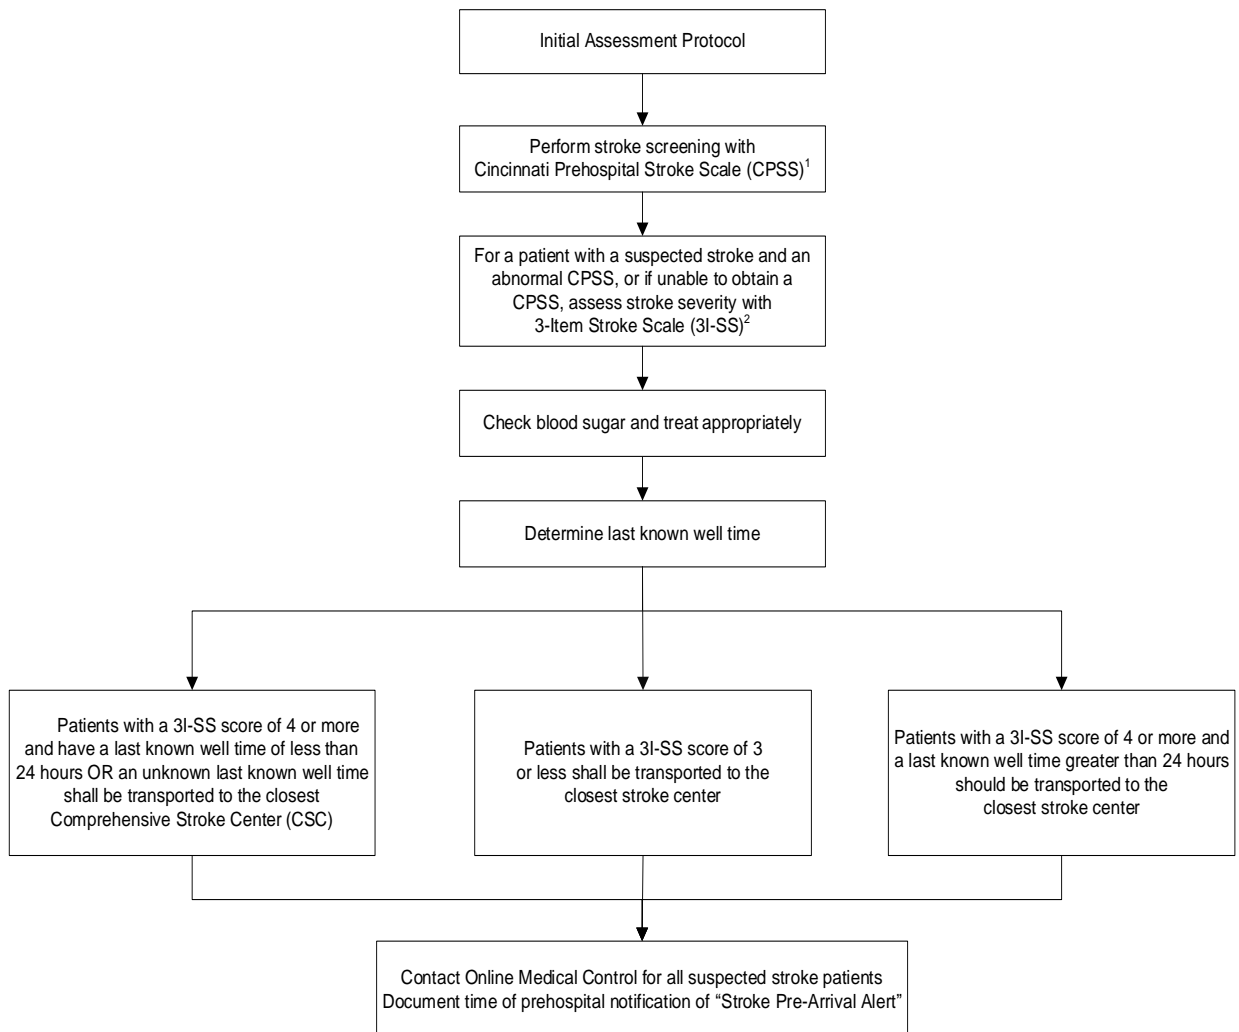 Initial Assessment Protocol
Perform stroke screening with
Cincinnati Prehospital Stroke Scale (CPSS)1
For a patient with a suspected stroke and an
abnormal CPSS, or if unable to obtain a
CPSS, assess stroke severity with
3-Item Stroke Scale (3I-SS)2
Check blood sugar and treat appropriately
Determine last known well time
Patients with a 3I-SS score of 4 or more
and have a last known well time of less than
24 hours OR an unknown last known well time
shall be transported to the closest
Comprehensive Stroke Center (CSC)
Patients with a 3I-SS score of 3
or less shall be transported to the
closest stroke center
Patients with a 3I-SS score of 4 or more and
a last known well time greater than 24 hours
should be transported to the
closest stroke center
Contact Online Medical Control for all suspected stroke patients
Document time of prehospital notification of “Stroke Pre-Arrival Alert”